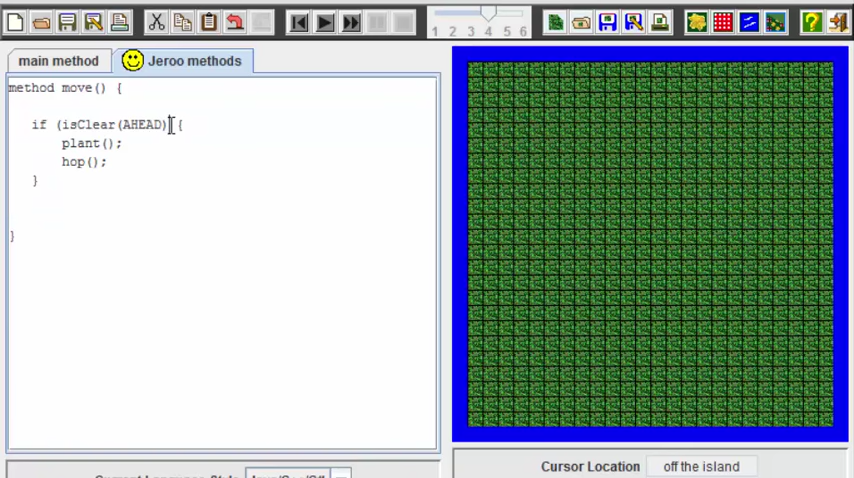 1 2 3 4 5 6
main method
Jeroo methods
method move() {
if (isClear(AHEAD) {
plant();
hop();
}
}
Current Language Style
Java/C++/C#
Cursor Location
off the island